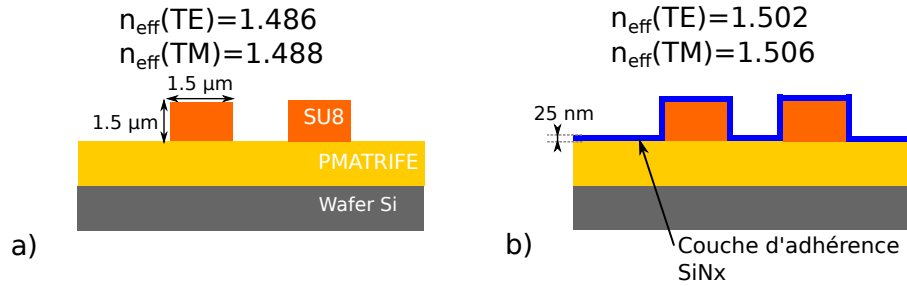 n_eff(TE)=1.486
n_eff(TM)=1.488
1.5 µm
1.5 µm
SU8
PMATRIFE
Wafer Si
a)
n_eff(TE)=1.502
n_eff(TM)=1.506
25 nm
b)
Couche d'adhérence
SiNx